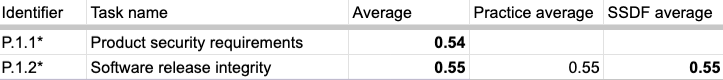 Identifier Task name Average Practice average SSDF average
P.1.1* Product security requirements 0.54
P.1.2* Software release integrity 0.55 0.55 0.55